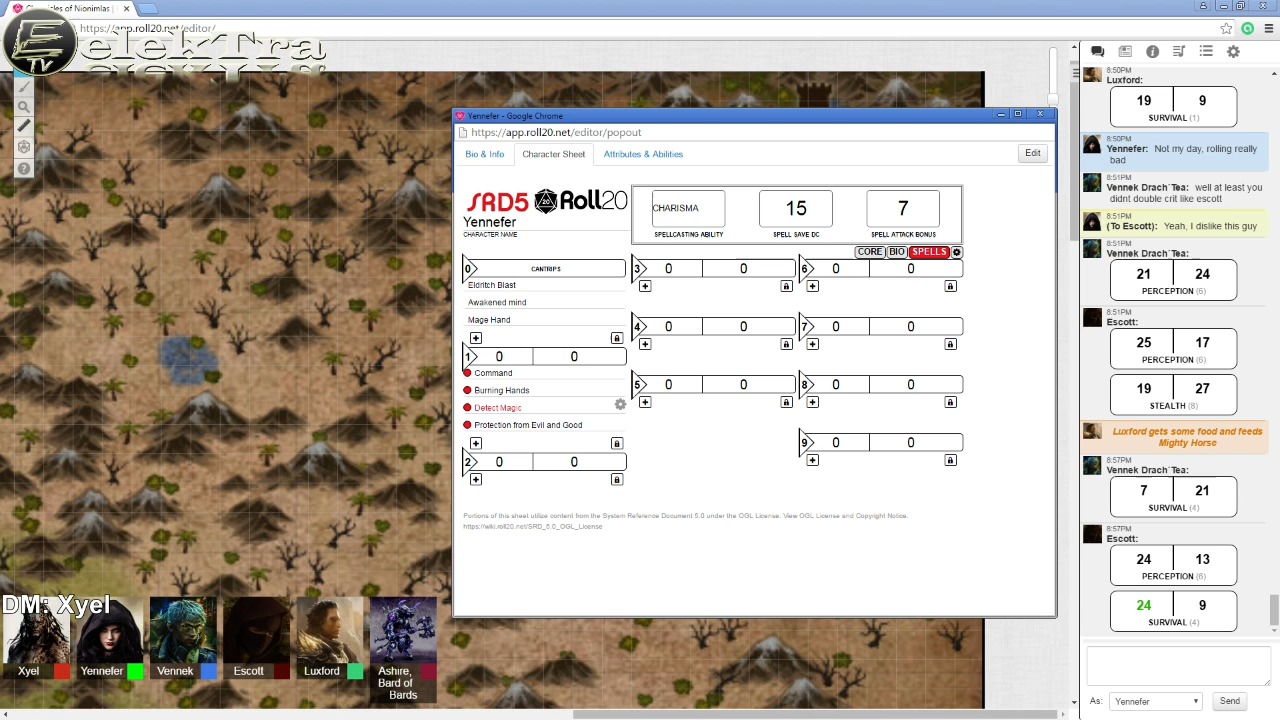 Chronicles of Nionimlas |
https://app.roll20.net/editor/
E
TV
elekTra
Yennefer - Google Chrome
https://app.roll20.net/editor/popout
Bio & Info
Character Sheet
Attributes & Abilities
Edit
SRD5 Roll20
Yennefer
CHARACTER NAME
CHARISMA
15
7
SPELLCASTING ABILITY
SPELL SAVE DC
SPELL ATTACK BONUS
CORE
BIO
SPELLS
0 CANTRIPS
Eldritch Blast
Awakened mind
Mage Hand
1 0 0
Command
Burning Hands
Detect Magic
Protection from Evil and Good
2 0 0
3 0 0
4 0 0
5 0 0
6 0 0
7 0 0
8 0 0
9 0 0
Portions of this sheet utilize content from the System Reference Document 5.0 under the OGL License. View OGL License and Copyright Notice.
https://wiki.roll20.net/SRD_5.0_OGL_License
DM: Xyel
Xyel
Yennefer
Vennek
Escott
Luxford
Ashire,
Bard of
Bards
8:50PM
Luxford:
19 9
SURVIVAL (1)
8:50PM
Yennefer: Not my day, rolling really
bad
8:51PM
Vennek Drach`Tea: well at least you
didnt double crit like escott
8:51PM
(To Escott): Yeah, I dislike this guy
8:51PM
Vennek Drach`Tea:
21 24
PERCEPTION (6)
8:51PM
Escott:
25 17
PERCEPTION (6)
19 27
STEALTH (8)
8:56PM
Luxford gets some food and feeds
Mighty Horse
8:57PM
Vennek Drach`Tea:
7 21
SURVIVAL (4)
8:57PM
Escott:
24 13
PERCEPTION (6)
24 9
SURVIVAL (4)
As:
Yennefer
Send